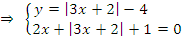 ⇒ { y = |3x + 2| − 4
2x + |3x + 2| + 1 = 0